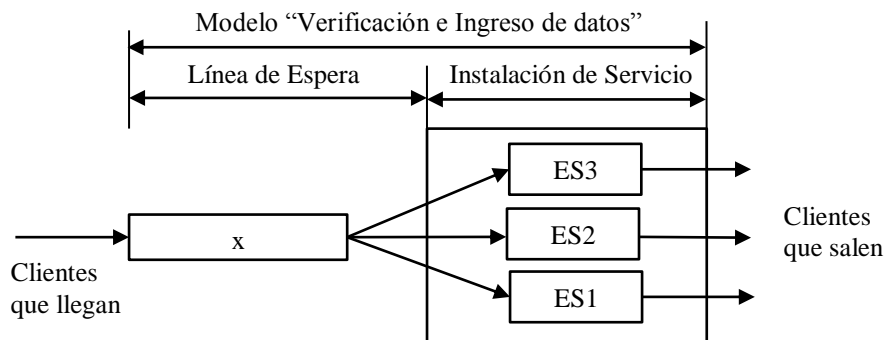 Modelo “Verificación e Ingreso de datos”
Línea de Espera
Instalación de Servicio
ES3
x
ES2
ES1
Clientes
que llegan
Clientes
que salen